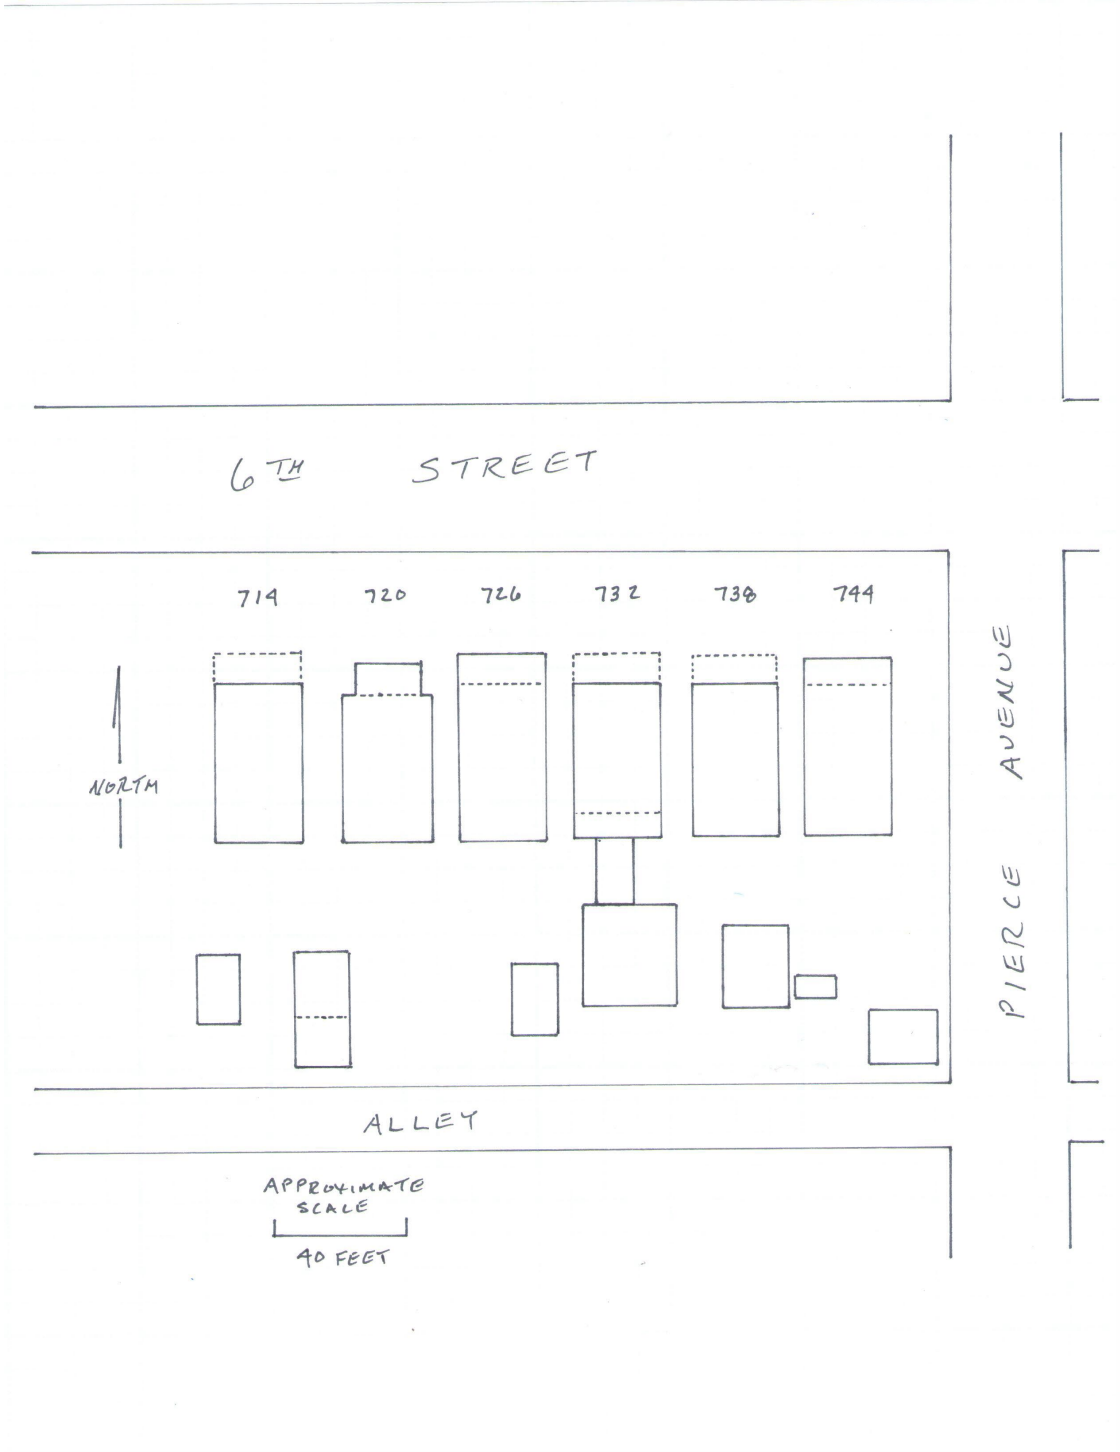 6TH STREET
714 720 726 732 738 744
NORTH
PIERCE AVENUE
ALLEY
APPROXIMATE
SCALE
40 FEET